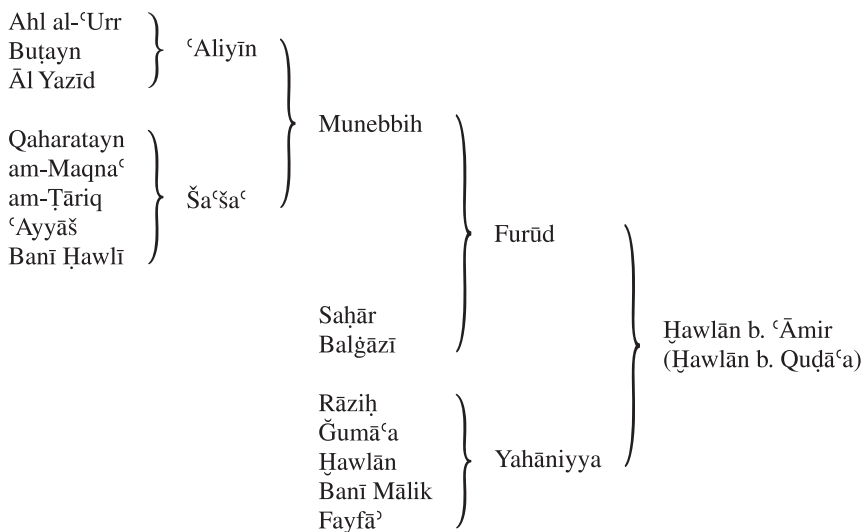 Ahl al-ʿUrr
Buṭayn
Āl Yazīd
ʿAliyīn
Qaharatayn
am-Maqnaʿ
am-Ṭāriq
ʿAyyāš
Banī Ḥawlī
Šaʿšaʿ
Munebbih
Saḥār
Balġāzī
Furūd
Rāziḥ
Ğumāʿa
Ḫawlān
Banī Mālik
Fayfāʾ
Yahāniyya
Ḫawlān b. ʿĀmir
(Ḫawlān b. Quḍāʿa)